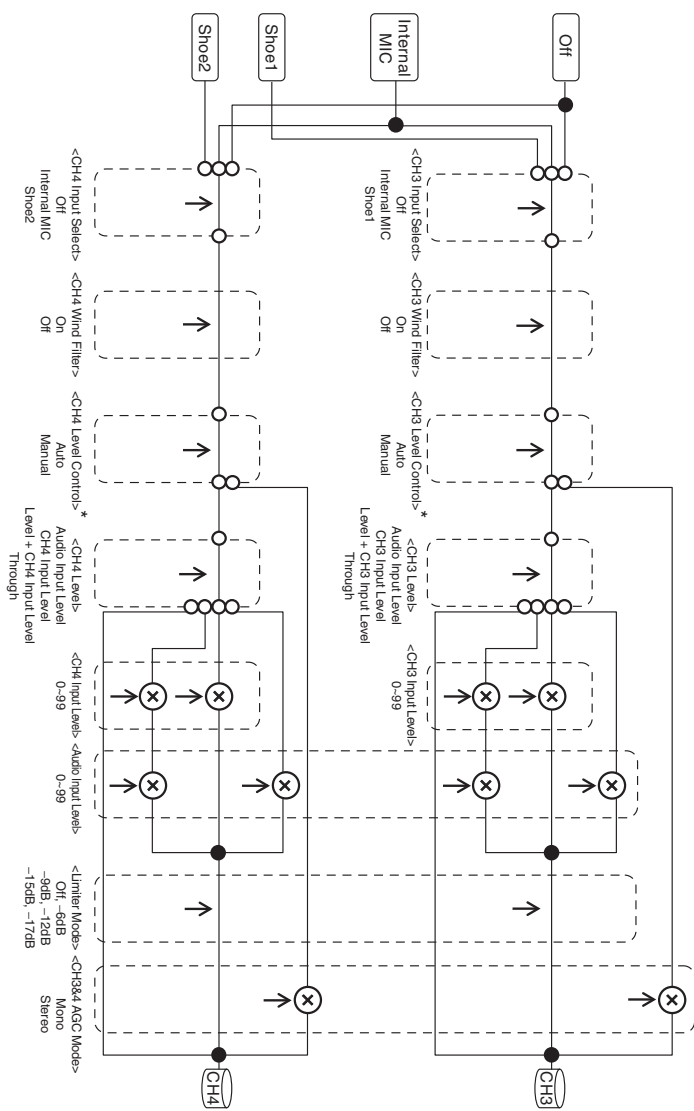 Off
Internal
MIC
Shoe1
Shoe2
<CH3 Input Select>
Off
Internal MIC
Shoe1
<CH3 Wind Filter>
On
Off
<CH3 Level Control>*
Auto
Manual
<CH3 Level>
Audio Input Level
CH3 Input Level
Level + CH3 Input Level
Through
<CH3 Input Level>
0~99
CH3
<CH4 Input Select>
Off
Internal MIC
Shoe2
<CH4 Wind Filter>
On
Off
<CH4 Level Control>*
Auto
Manual
<CH4 Level>
Audio Input Level
CH4 Input Level
Level + CH4 Input Level
Through
<CH4 Input Level>
0~99
<Audio Input Level>
0~99
<Limiter Mode>
Off, −6dB
−9dB, −12dB
−15dB, −17dB
<CH3&4 AGC Mode>
Mono
Stereo
CH4